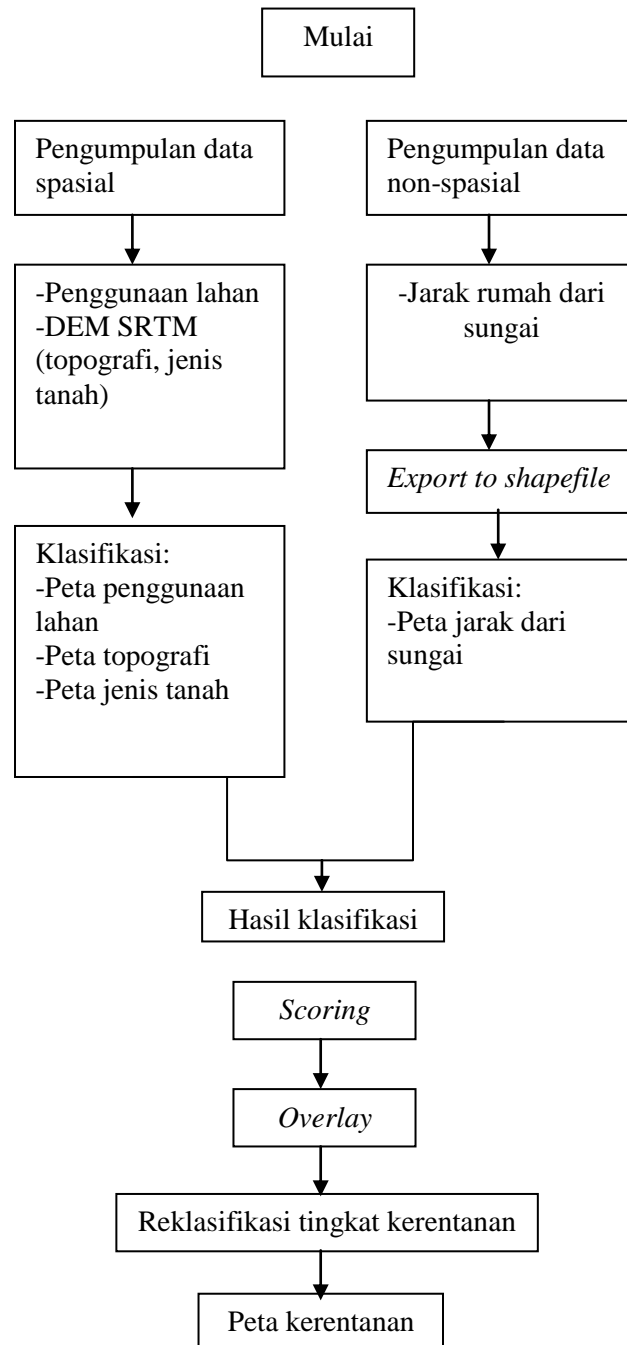 Mulai
Pengumpulan data
spasial
Pengumpulan data
non-spasial
-Penggunaan lahan
-DEM SRTM
(topografi, jenis
tanah)
-Jarak rumah dari
sungai
Export to shapefile
Klasifikasi:
-Peta penggunaan
lahan
-Peta topografi
-Peta jenis tanah
Klasifikasi:
-Peta jarak dari
sungai
Hasil klasifikasi
Scoring
Overlay
Reklasifikasi tingkat kerentanan
Peta kerentanan